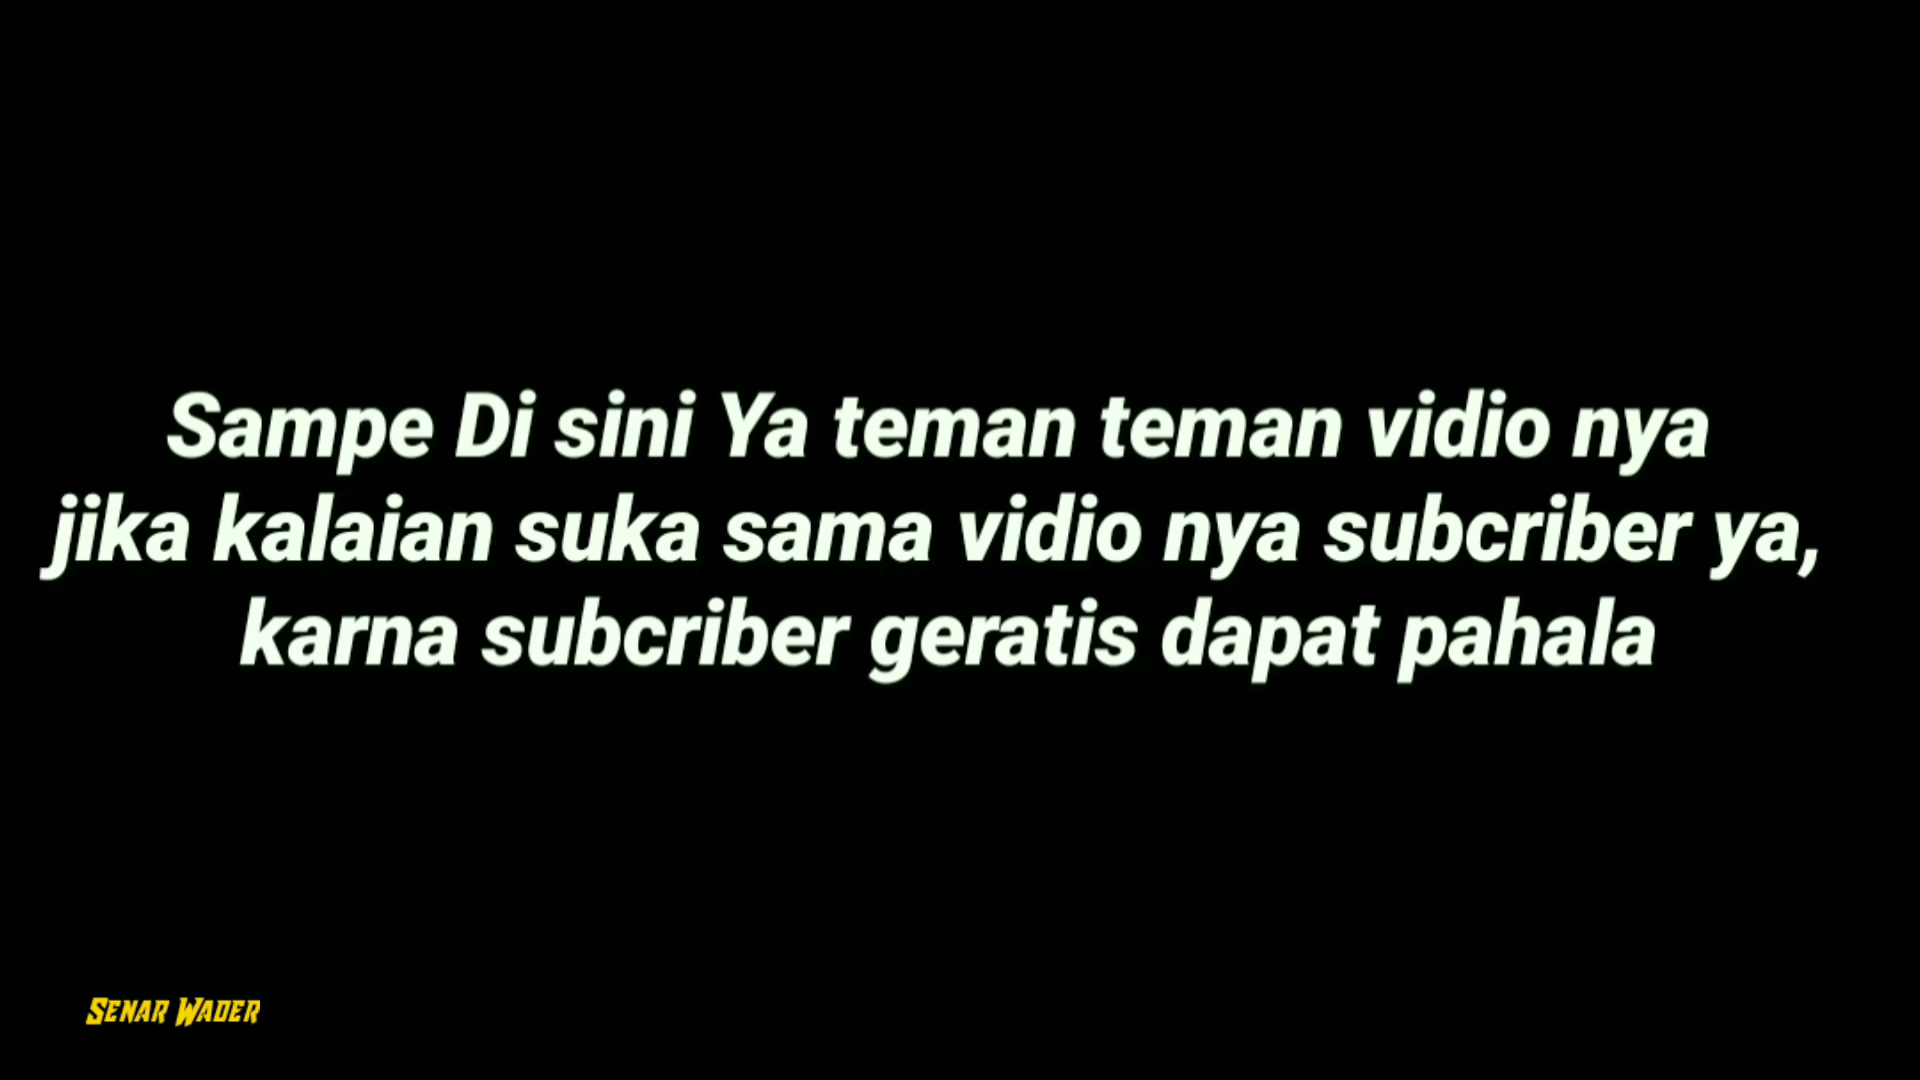 Sampe Di sini Ya teman teman vidio nya
jika kalaian suka sama vidio nya subcriber ya,
karna subcriber geratis dapat pahala
SENAR WADER